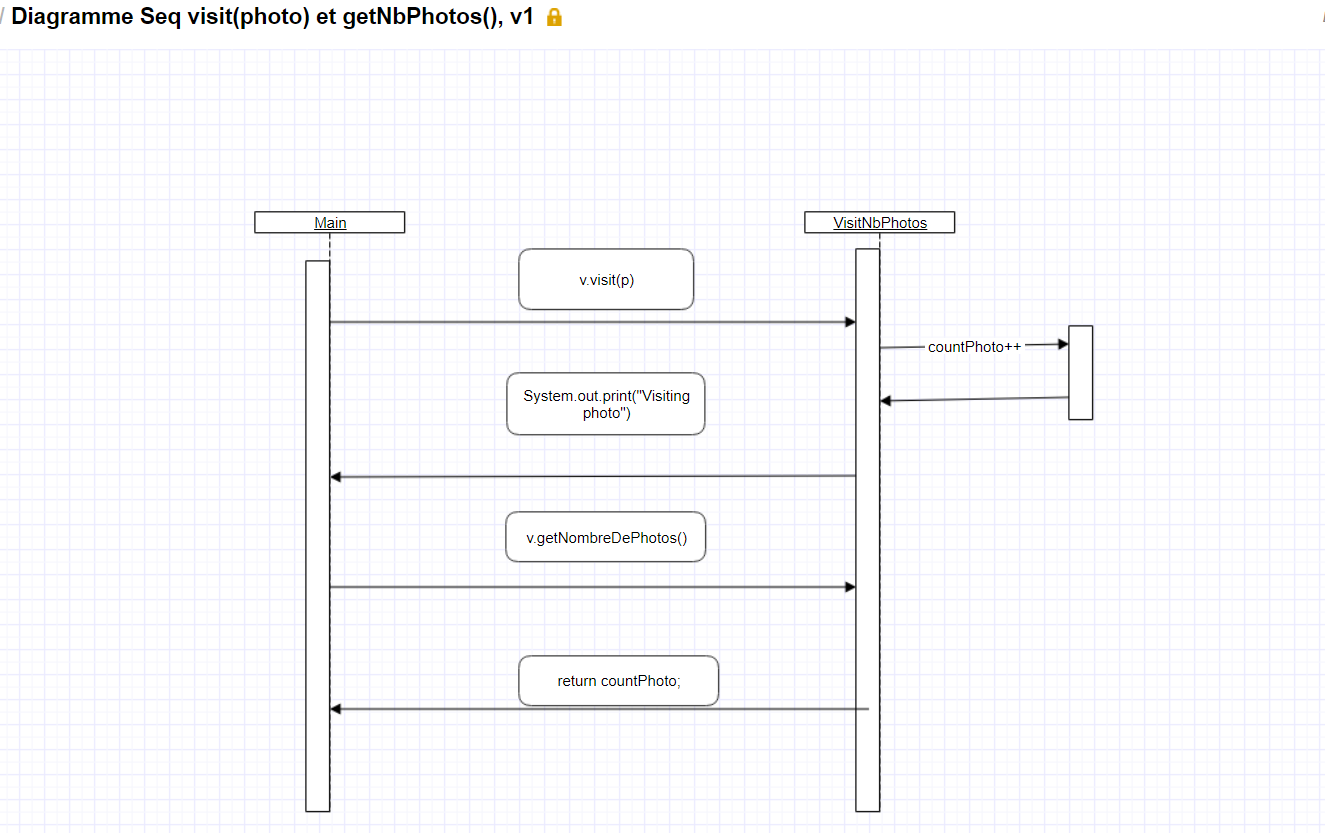 / Diagramme Seq visit(photo) et getNbPhotos(), v1
Main
VisitNbPhotos
v.visit(p)
countPhoto++
System.out.print("Visiting
photo")
v.getNombreDePhotos()
return countPhoto;